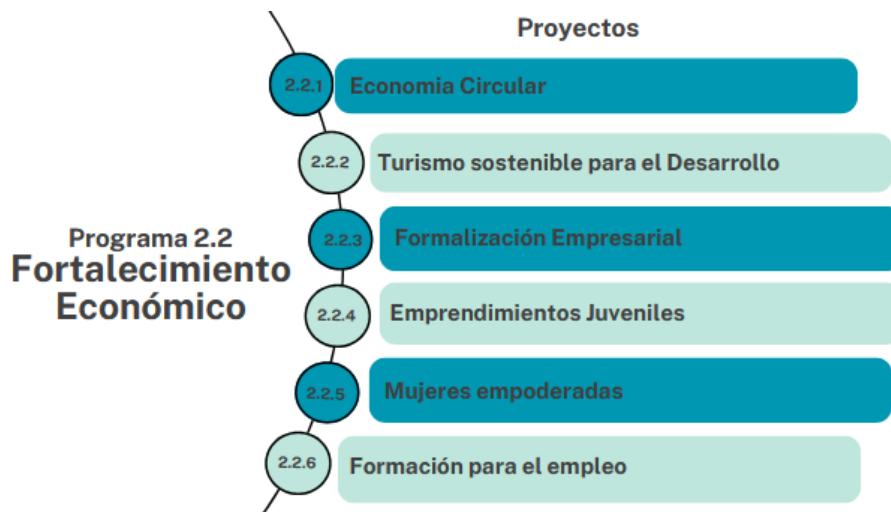 Proyectos
2.2.1 Economia Circular
2.2.2 Turismo sostenible para el Desarrollo
Programa 2.2
Fortalecimiento
Económico
2.2.3 Formalización Empresarial
2.2.4 Emprendimientos Juveniles
2.2.5 Mujeres empoderadas
2.2.6 Formación para el empleo